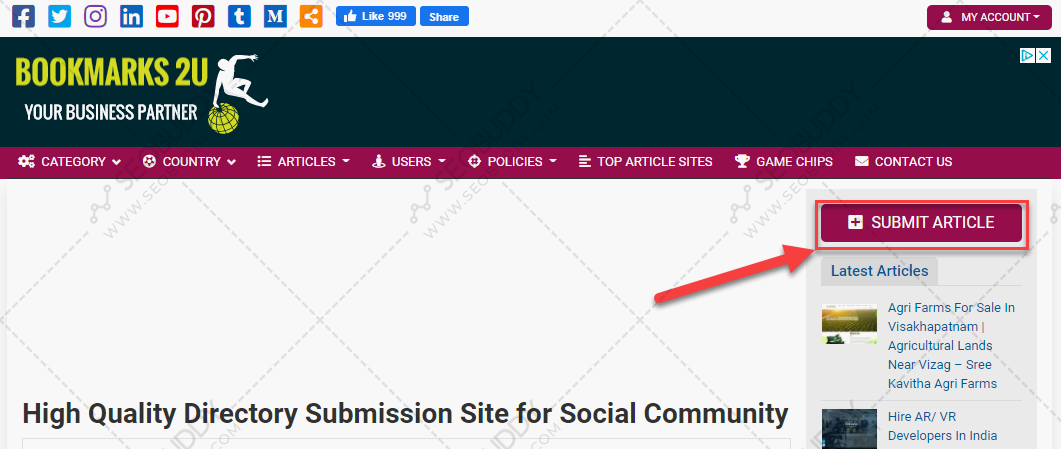 Like 999
Share
MY ACCOUNT
BOOKMARKS 2U
YOUR BUSINESS PARTNER
CATEGORY
COUNTRY
ARTICLES
USERS
POLICIES
TOP ARTICLE SITES
GAME CHIPS
CONTACT US
SUBMIT ARTICLE
Latest Articles
Agri Farms For Sale In
Visakhapatnam |
Agricultural Lands
Near Vizag – Sree
Kavitha Agri Farms
High Quality Directory Submission Site for Social Community
Hire AR/ VR
Developers In India
SEOBUDDY